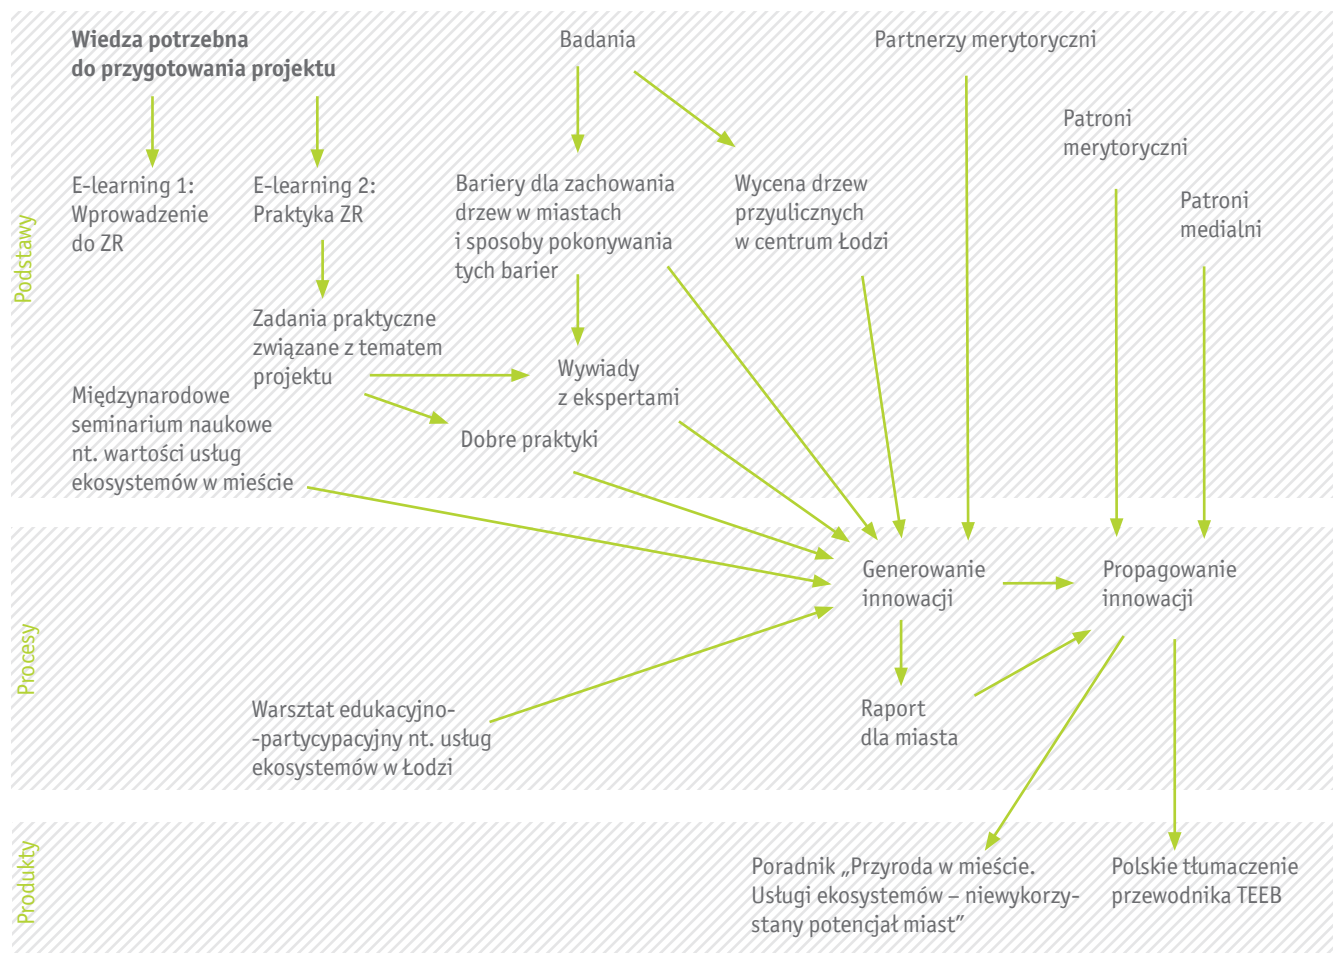 Wiedza potrzebna
do przygotowania projektu
Badania
Partnerzy merytoryczni
Patroni
merytoryczni
Patroni
medialni
E-learning 1:
Wprowadzenie
do ZR
E-learning 2:
Praktyka ZR
Bariery dla zachowania
drzew w miastach
i sposoby pokonywania
tych barier
Wycena drzew
przyulicznych
w centrum Łodzi
Podstawy
Zadania praktyczne
związane z tematem
projektu
Wywiady
z ekspertami
Międzynarodowe
seminarium naukowe
nt. wartości usług
ekosystemów w mieście
Dobre praktyki
Generowanie
innowacji
Propagowanie
innowacji
Procesy
Warsztat edukacyjno-
-partycypacyjny nt. usług
ekosystemów w Łodzi
Raport
dla miasta
Produkty
Poradnik „Przyroda w mieście.
Usługi ekosystemów – niewykorzy-
stany potencjał miast”
Polskie tłumaczenie
przewodnika TEEB